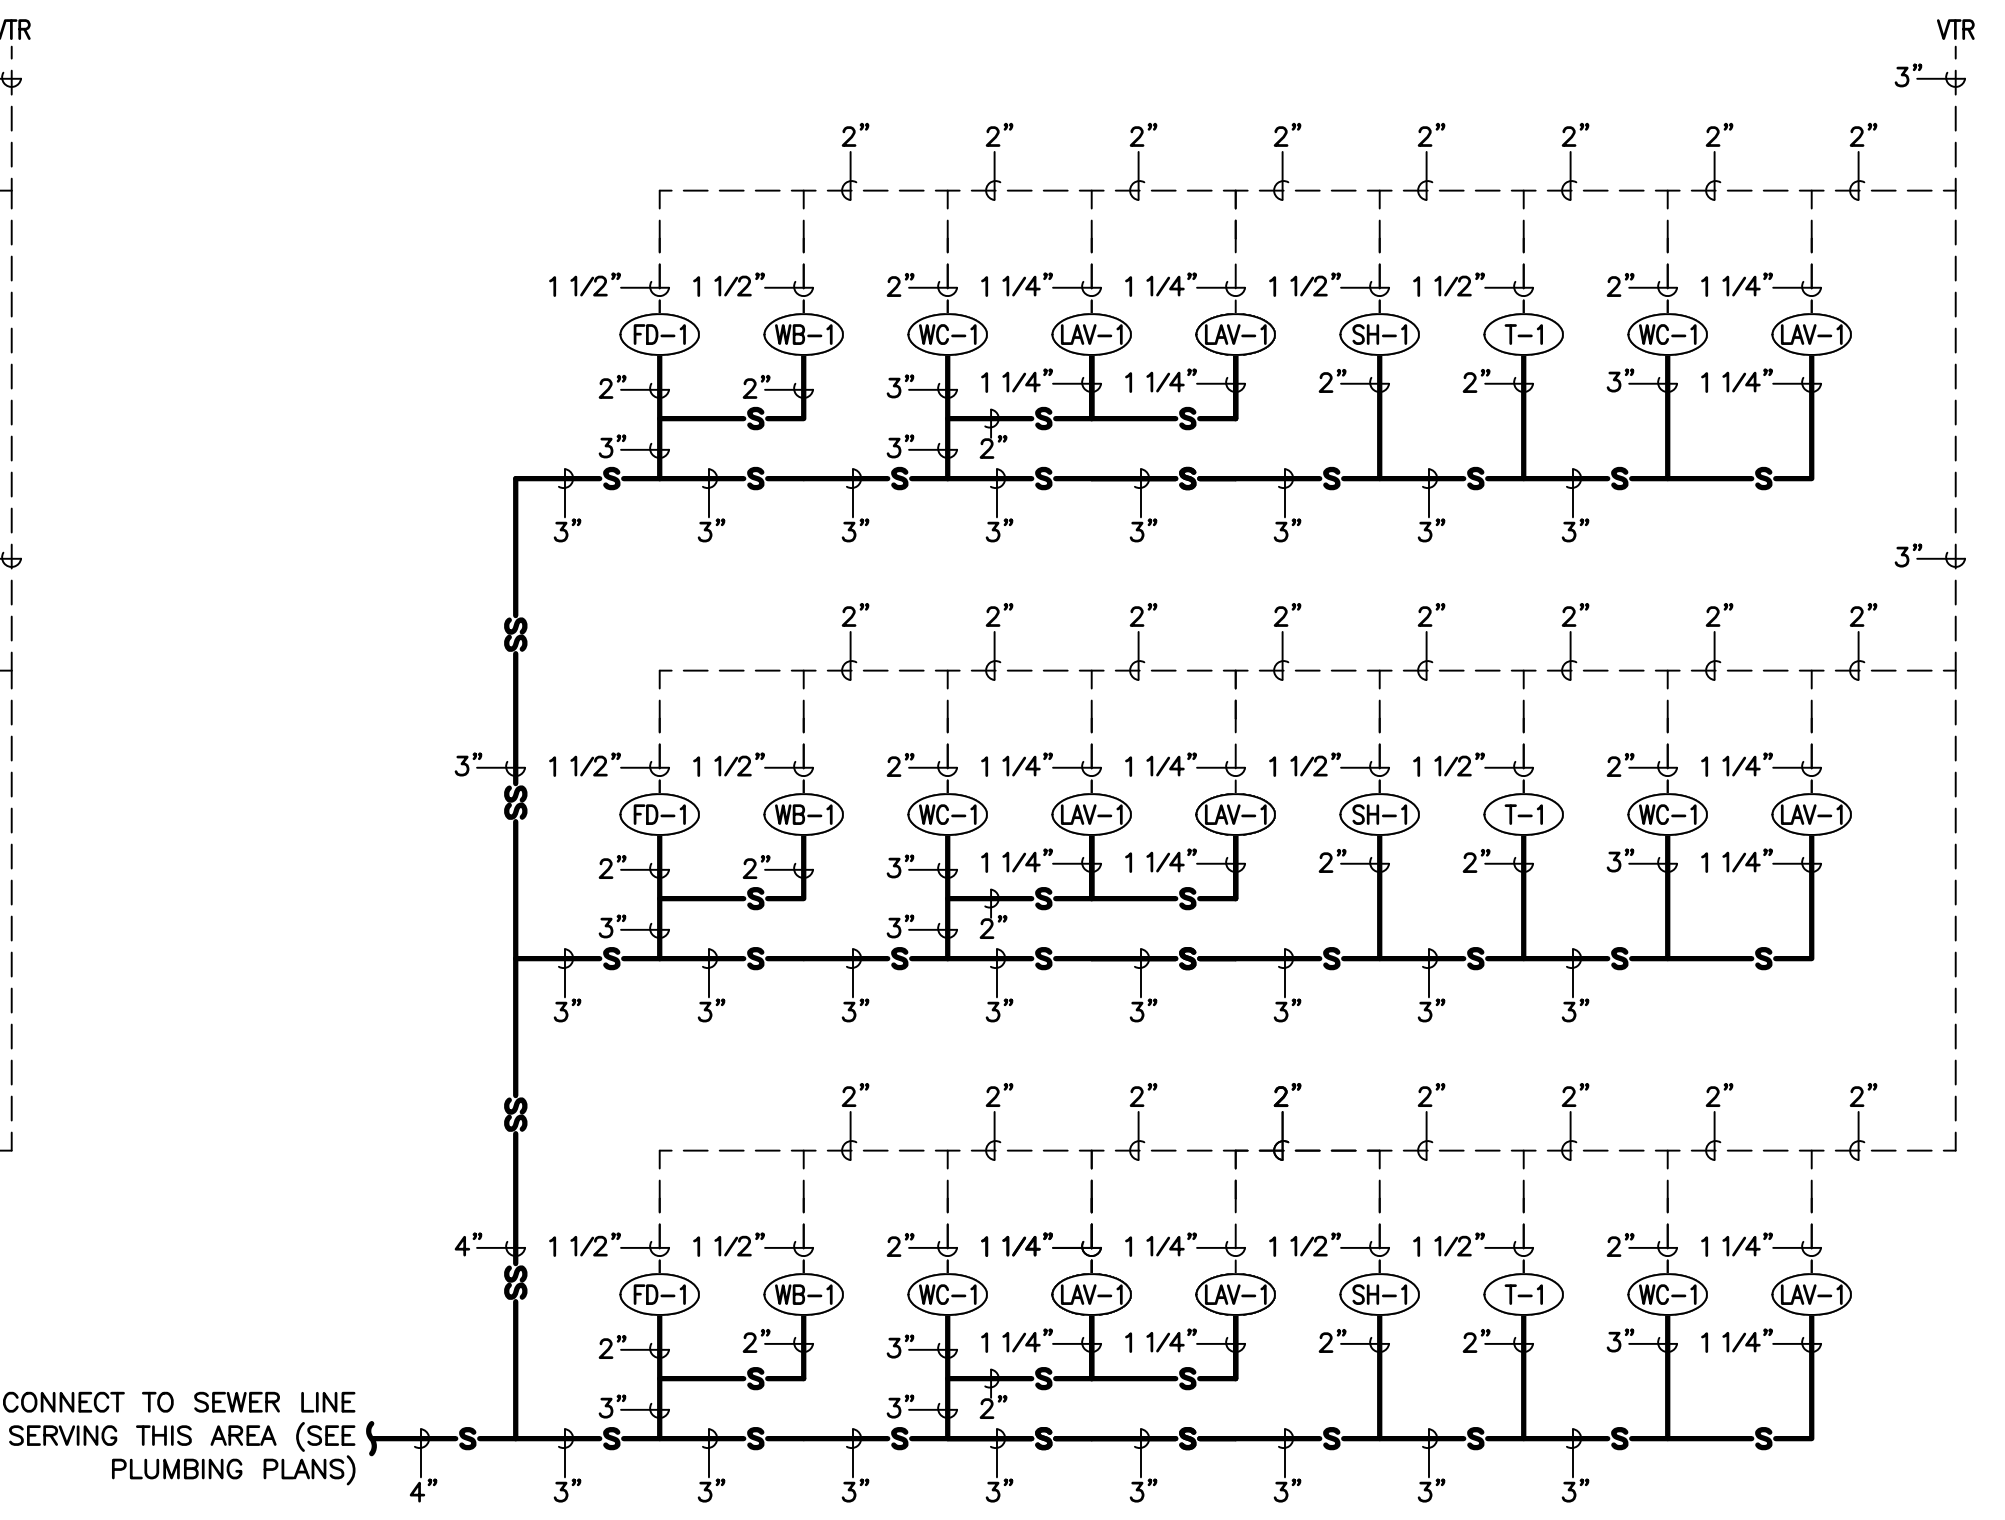 VTR VTR
3"
2" 2" 2" 2" 2" 2" 2" 2"
1 1/2" 1 1/2" 2" 1 1/4" 1 1/4" 1 1/2" 1 1/2" 2" 1 1/4"
FD-1 WB-1 WC-1 LAV-1 LAV-1 SH-1 T-1 WC-1 LAV-1
2" 2" 3" 1 1/4" 1 1/4" 2" 2" 3" 1 1/4"
S S S
3" 3" 2"
S S S S S S S S S
3" 3" 3" 3" 3" 3" 3" 3"
3"
2" 2" 2" 2" 2" 2" 2" 2"
SS
3" 1 1/2" 1 1/2" 2" 1 1/4" 1 1/4" 1 1/2" 1 1/2" 2" 1 1/4"
SS
FD-1 WB-1 WC-1 LAV-1 LAV-1 SH-1 T-1 WC-1 LAV-1
2" 2" 3" 1 1/4" 1 1/4" 2" 2" 3" 1 1/4"
S S S
3" 3" 2"
S S S S S S S S S
3" 3" 3" 3" 3" 3" 3" 3"
2" 2" 2" 2" 2" 2" 2" 2"
SS
4" 1 1/2" 1 1/2" 2" 1 1/4" 1 1/4" 1 1/2" 1 1/2" 2" 1 1/4"
SS
FD-1 WB-1 WC-1 LAV-1 LAV-1 SH-1 T-1 WC-1 LAV-1
2" 2" 3" 1 1/4" 1 1/4" 2" 2" 3" 1 1/4"
S S S
3" 3" 2"
CONNECT TO SEWER LINE
SERVING THIS AREA (SEE
PLUMBING PLANS)
S S S S S S S S S S
4" 3" 3" 3" 3" 3" 3" 3" 3"